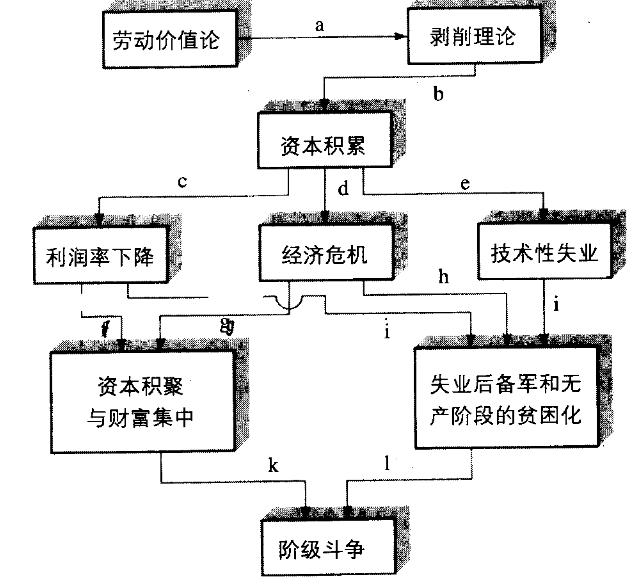 劳动价值论
a
剥削理论
b
资本积累
c
d
e
利润率下降
经济危机
技术性失业
h
i
f
g
j
资本积聚
与财富集中
失业后备军和无
产阶段的贫困化
k
l
阶级斗争